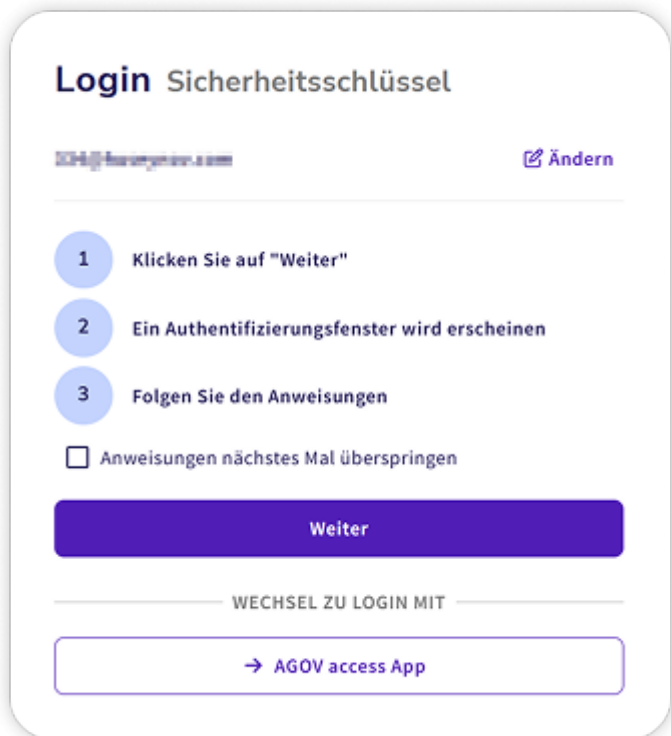 Login Sicherheitsschlüssel
Ändern
1 Klicken Sie auf "Weiter"
2 Ein Authentifizierungsfenster wird erscheinen
3 Folgen Sie den Anweisungen
Anweisungen nächstes Mal überspringen
Weiter
WECHSEL ZU LOGIN MIT
→ AGOV access App